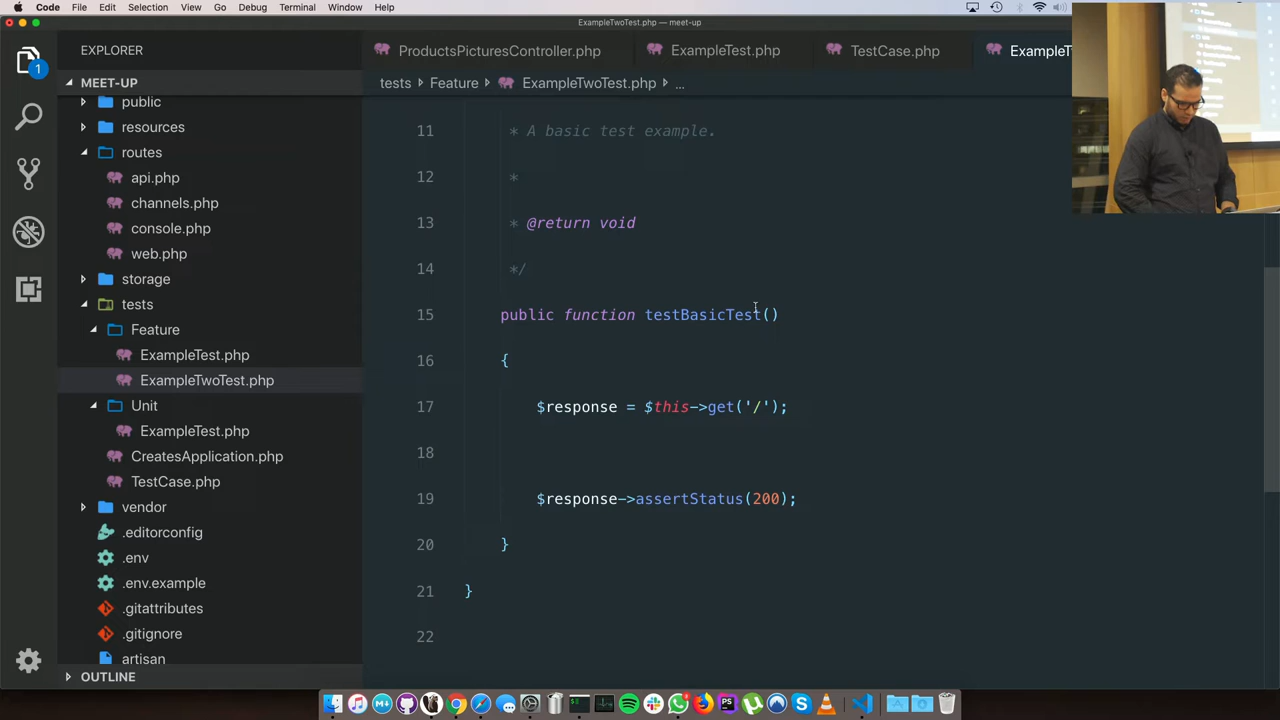 Code File Edit Selection View Go Debug Terminal Window Help
ExampleTwoTest.php — meet-up
EXPLORER
ProductsPicturesController.php ExampleTest.php TestCase.php ExampleT
1
MEET-UP
tests Feature ExampleTwoTest.php ...
public
resources
routes
api.php
channels.php
console.php
web.php
storage
tests
Feature
ExampleTest.php
ExampleTwoTest.php
Unit
ExampleTest.php
CreatesApplication.php
TestCase.php
vendor
.editorconfig
.env
.env.example
.gitattributes
.gitignore
artisan
OUTLINE
11 * A basic test example.
12 *
13 * @return void
14 */
15 public function testBasicTest()
16 {
17 $response = $this->get('/');
18
19 $response->assertStatus(200);
20 }
21 }
22